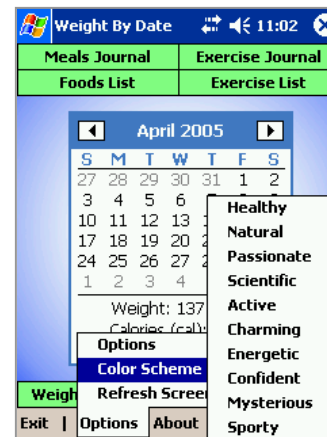 Weight By Date 11:02
Meals Journal Exercise Journal
Foods List Exercise List
April 2005
S M T W T F S
27 28 29 30 31 1 2
3 4 5 6
10 11 12 13
17 18 19 20
24 25 26 27
1 2 3 4
Weight: 137
Calories (cal):
Healthy
Natural
Passionate
Scientific
Active
Charming
Energetic
Confident
Mysterious
Sporty
Options
Color Scheme
Refresh Screen
Weigh
Exit | Options About